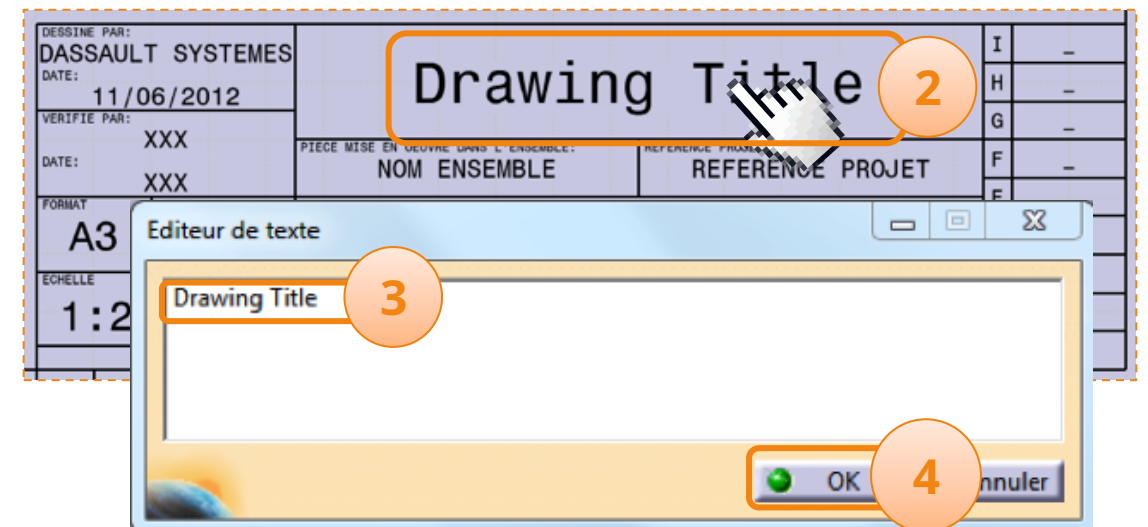 DESSINE PAR:
DASSAULT SYSTEMES
DATE:
11/06/2012
VERIFIE PAR:
XXX
DATE:
XXX
FORMAT
A3
ECHELLE
1:2
Drawing Title
2
PIECE MISE EN OEUVRE DANS L'ENSEMBLE:
NOM ENSEMBLE
REFERENCE
REFERENCE PROJET
I _
H _
G _
F _
E
Editeur de texte
Drawing Title
3
OK
4
nnuler